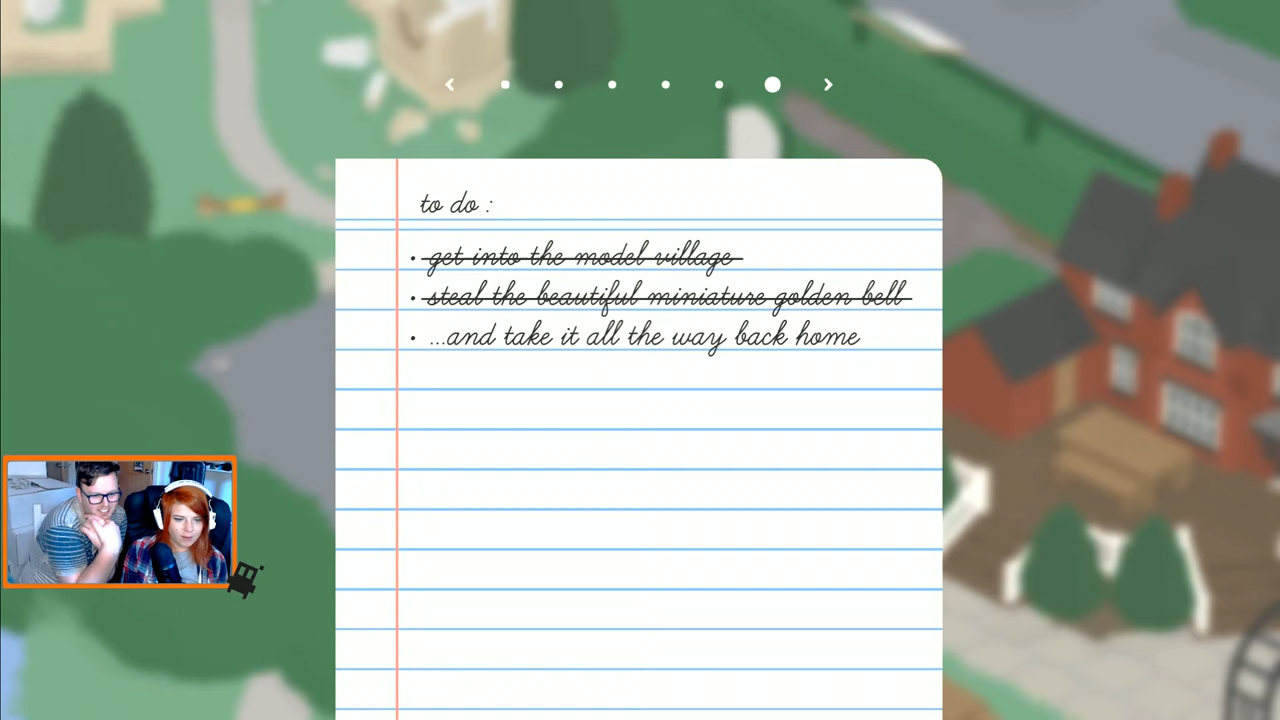 to do :
• get into the model village
• steal the beautiful miniature golden bell
• ...and take it all the way back home